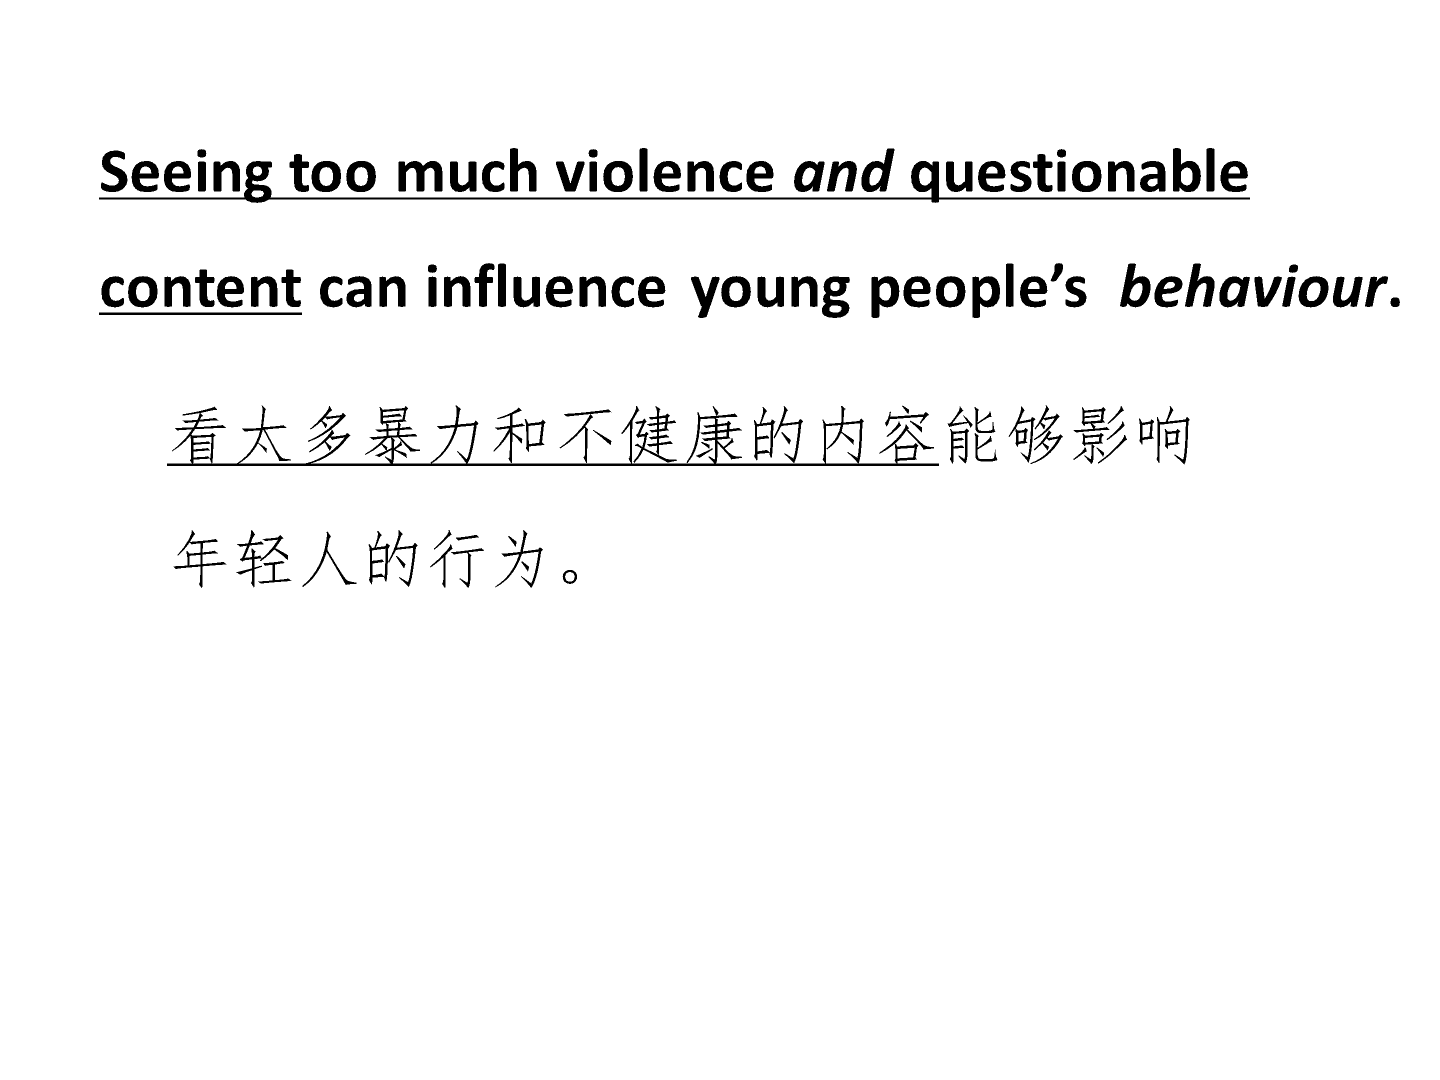 Seeing too much violence and questionable
content can influence young people’s behaviour.
看太多暴力和不健康的内容能够影响
年轻人的行为。